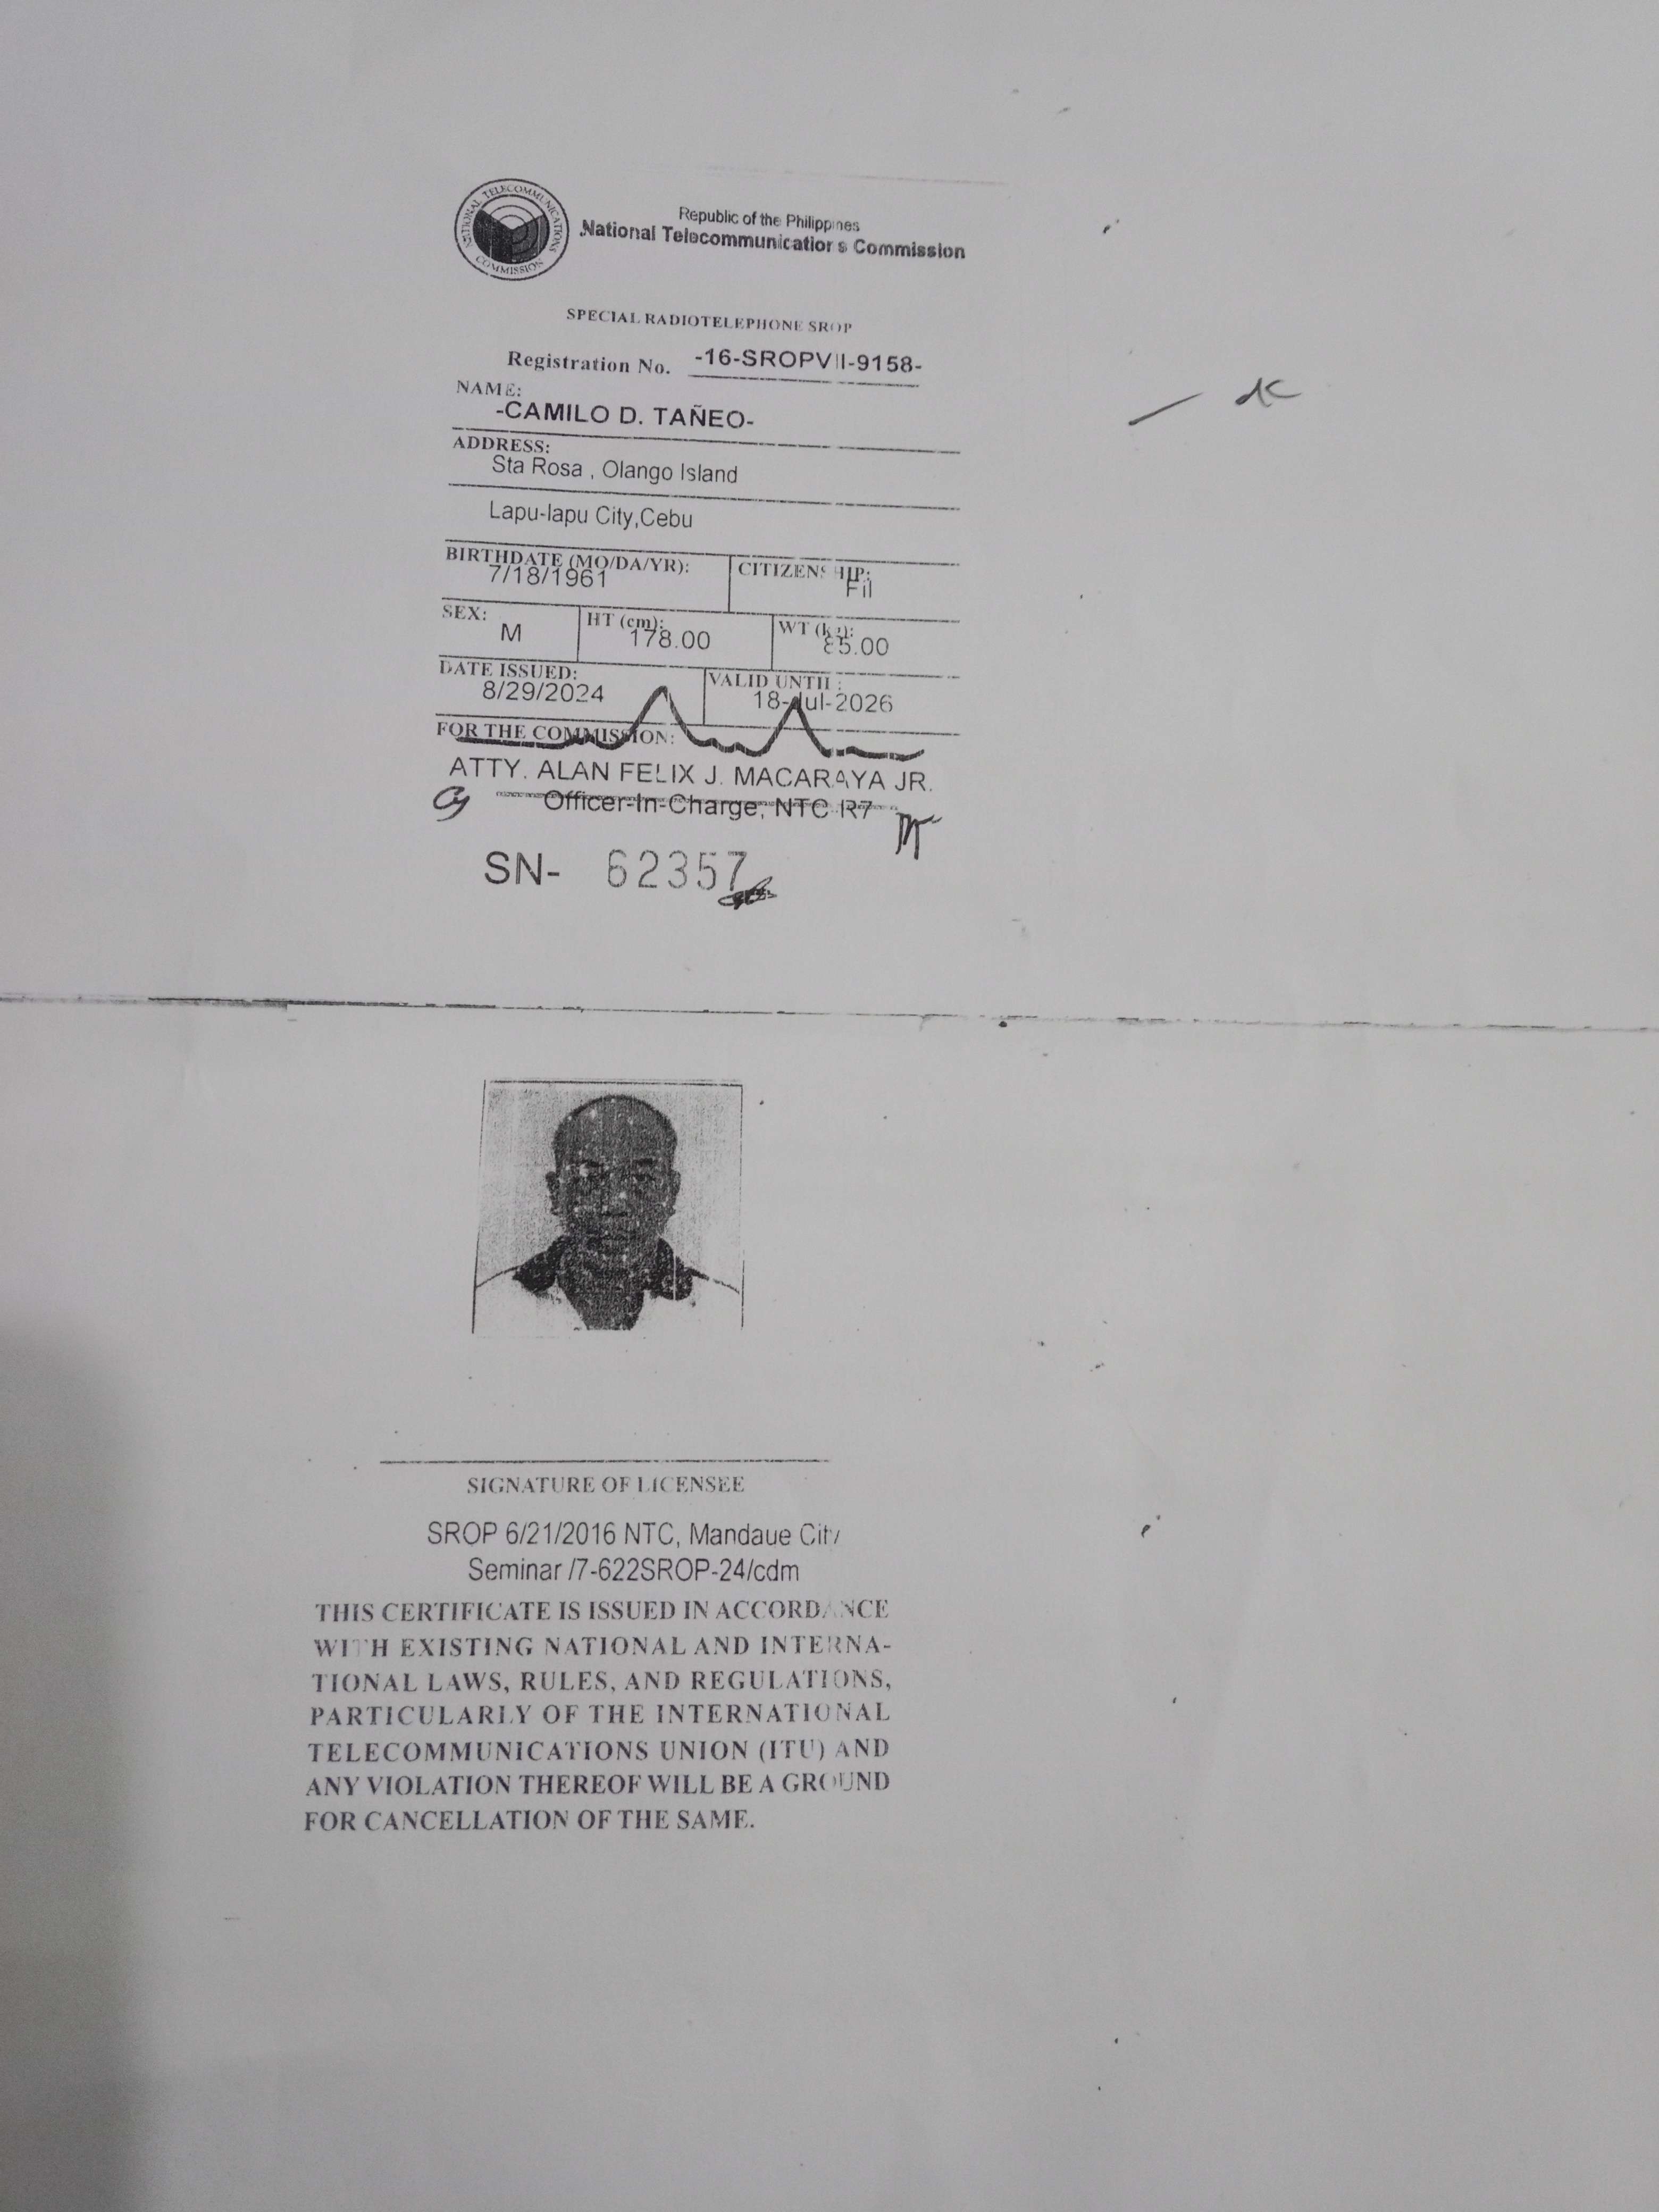 NATIONAL TELECOMMUNICATIONS
COMMISSION
Republic of the Philippines
National Telecommunications Commission
SPECIAL RADIOTELEPHONE SROP
Registration No. -16-SROPVII-9158-
NAME:
-CAMILO D. TAÑEO-
ADDRESS:
Sta Rosa , Olango Island
Lapu-lapu City,Cebu
BIRTHDATE (MO/DA/YR): CITIZENSHIP:
7/18/1961 Fil
SEX: HT (cm): WT (kg):
M 178.00 85.00
DATE ISSUED: VALID UNTIL:
8/29/2024 18-Jul-2026
FOR THE COMMISSION:
ATTY. ALAN FELIX J. MACARAYA JR.
Officer-In-Charge, NTC R7
SN- 62357
SIGNATURE OF LICENSEE
SROP 6/21/2016 NTC, Mandaue City
Seminar /7-622SROP-24/cdm
THIS CERTIFICATE IS ISSUED IN ACCORDANCE
WITH EXISTING NATIONAL AND INTERNA-
TIONAL LAWS, RULES, AND REGULATIONS,
PARTICULARLY OF THE INTERNATIONAL
TELECOMMUNICATIONS UNION (ITU) AND
ANY VIOLATION THEREOF WILL BE A GROUND
FOR CANCELLATION OF THE SAME.